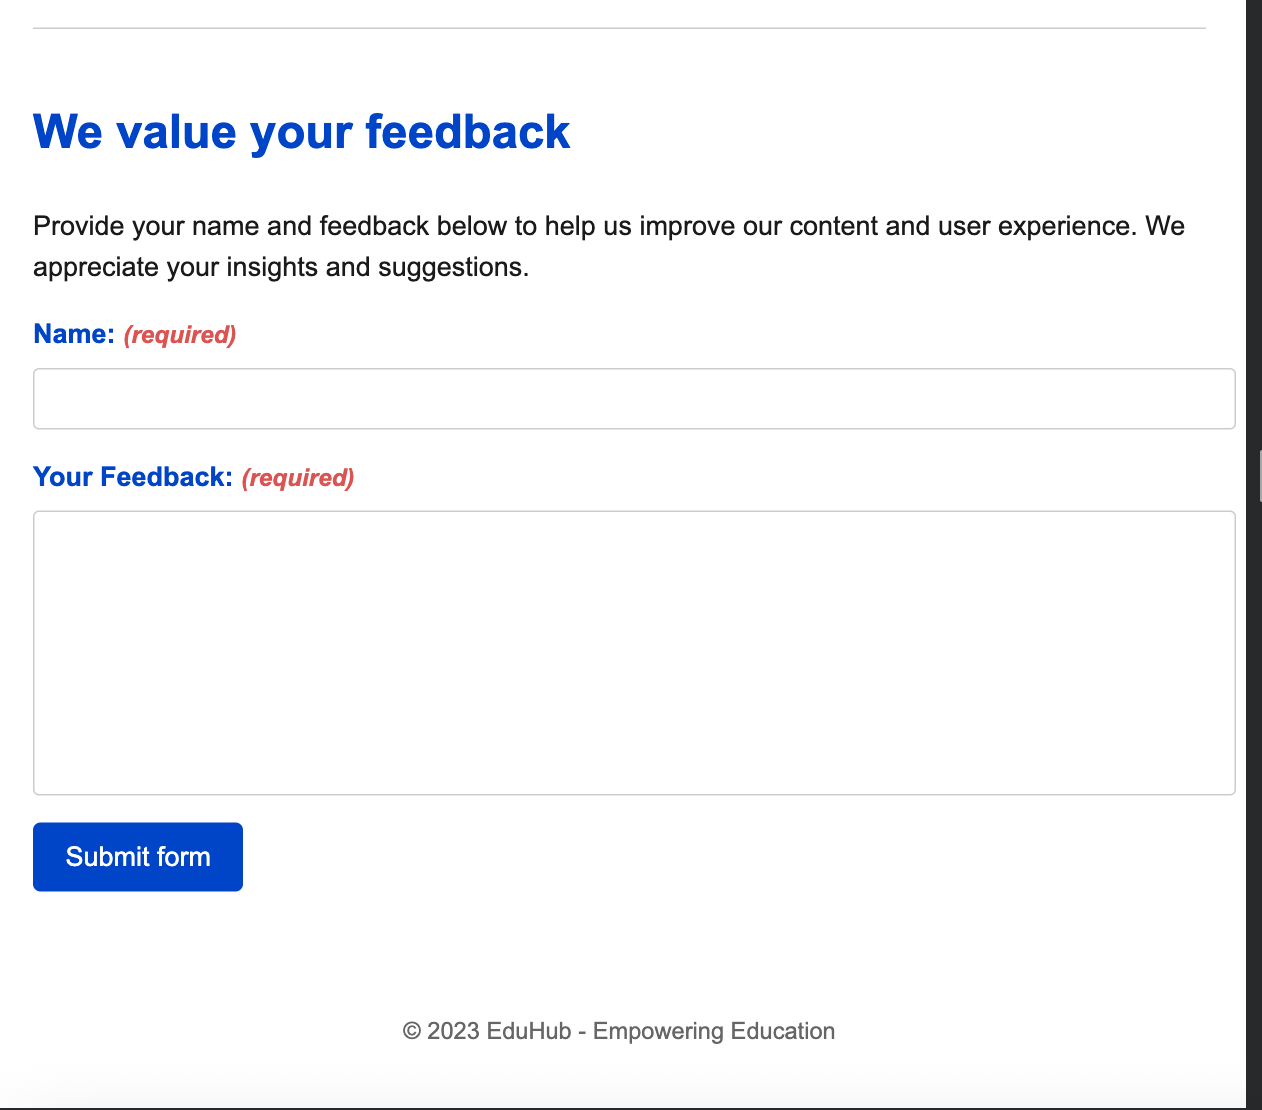 We value your feedback
Provide your name and feedback below to help us improve our content and user experience. We
appreciate your insights and suggestions.
Name: (required)
Your Feedback: (required)
Submit form
© 2023 EduHub - Empowering Education